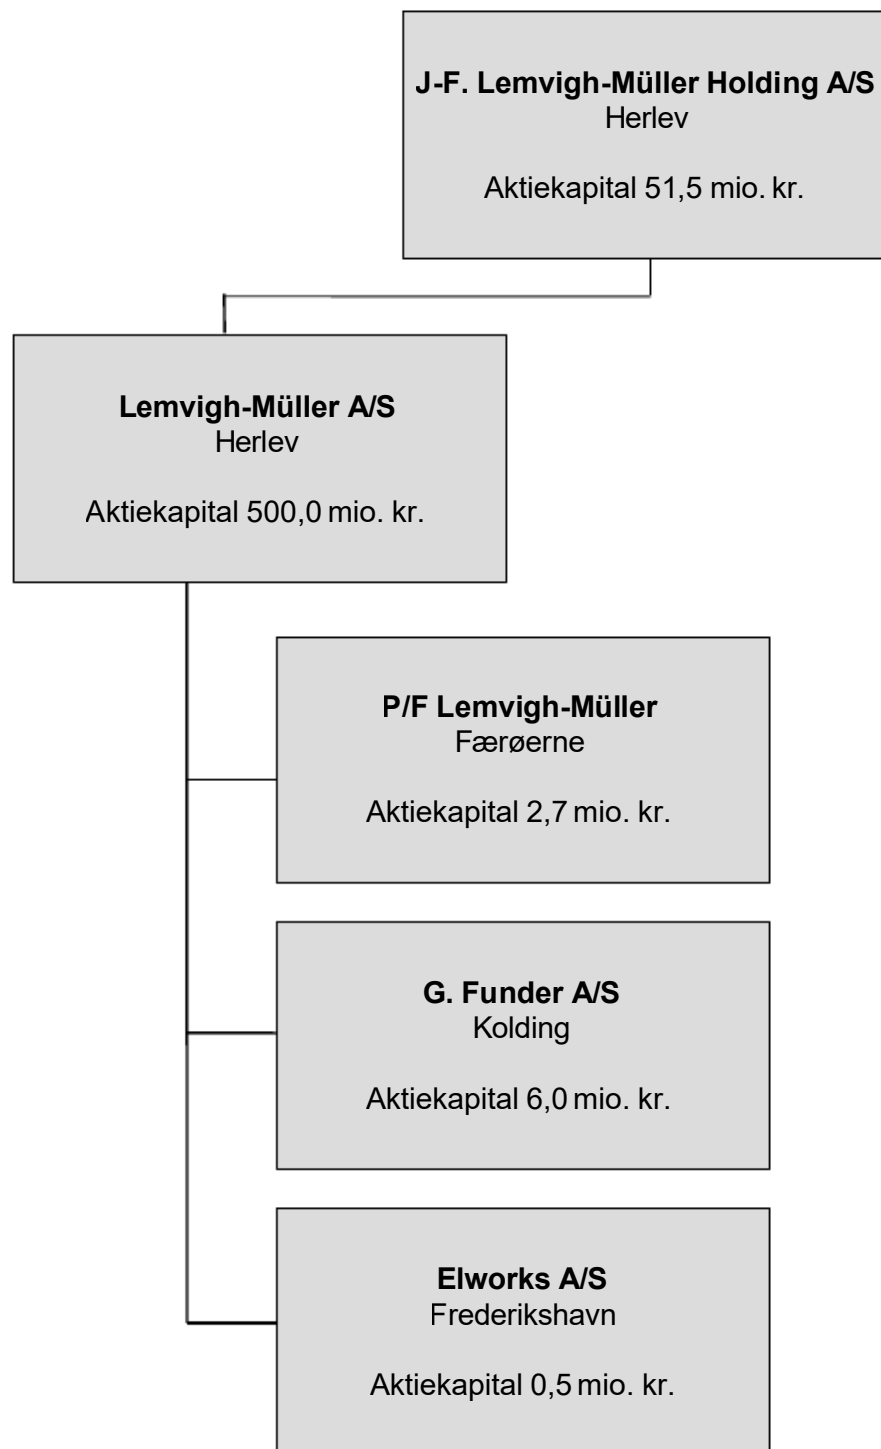 J-F. Lemvigh-Müller Holding A/S
Herlev
Aktiekapital 51,5 mio. kr.
Lemvigh-Müller A/S
Herlev
Aktiekapital 500,0 mio. kr.
P/F Lemvigh-Müller
Færøerne
Aktiekapital 2,7 mio. kr.
G. Funder A/S
Kolding
Aktiekapital 6,0 mio. kr.
Elworks A/S
Frederikshavn
Aktiekapital 0,5 mio. kr.